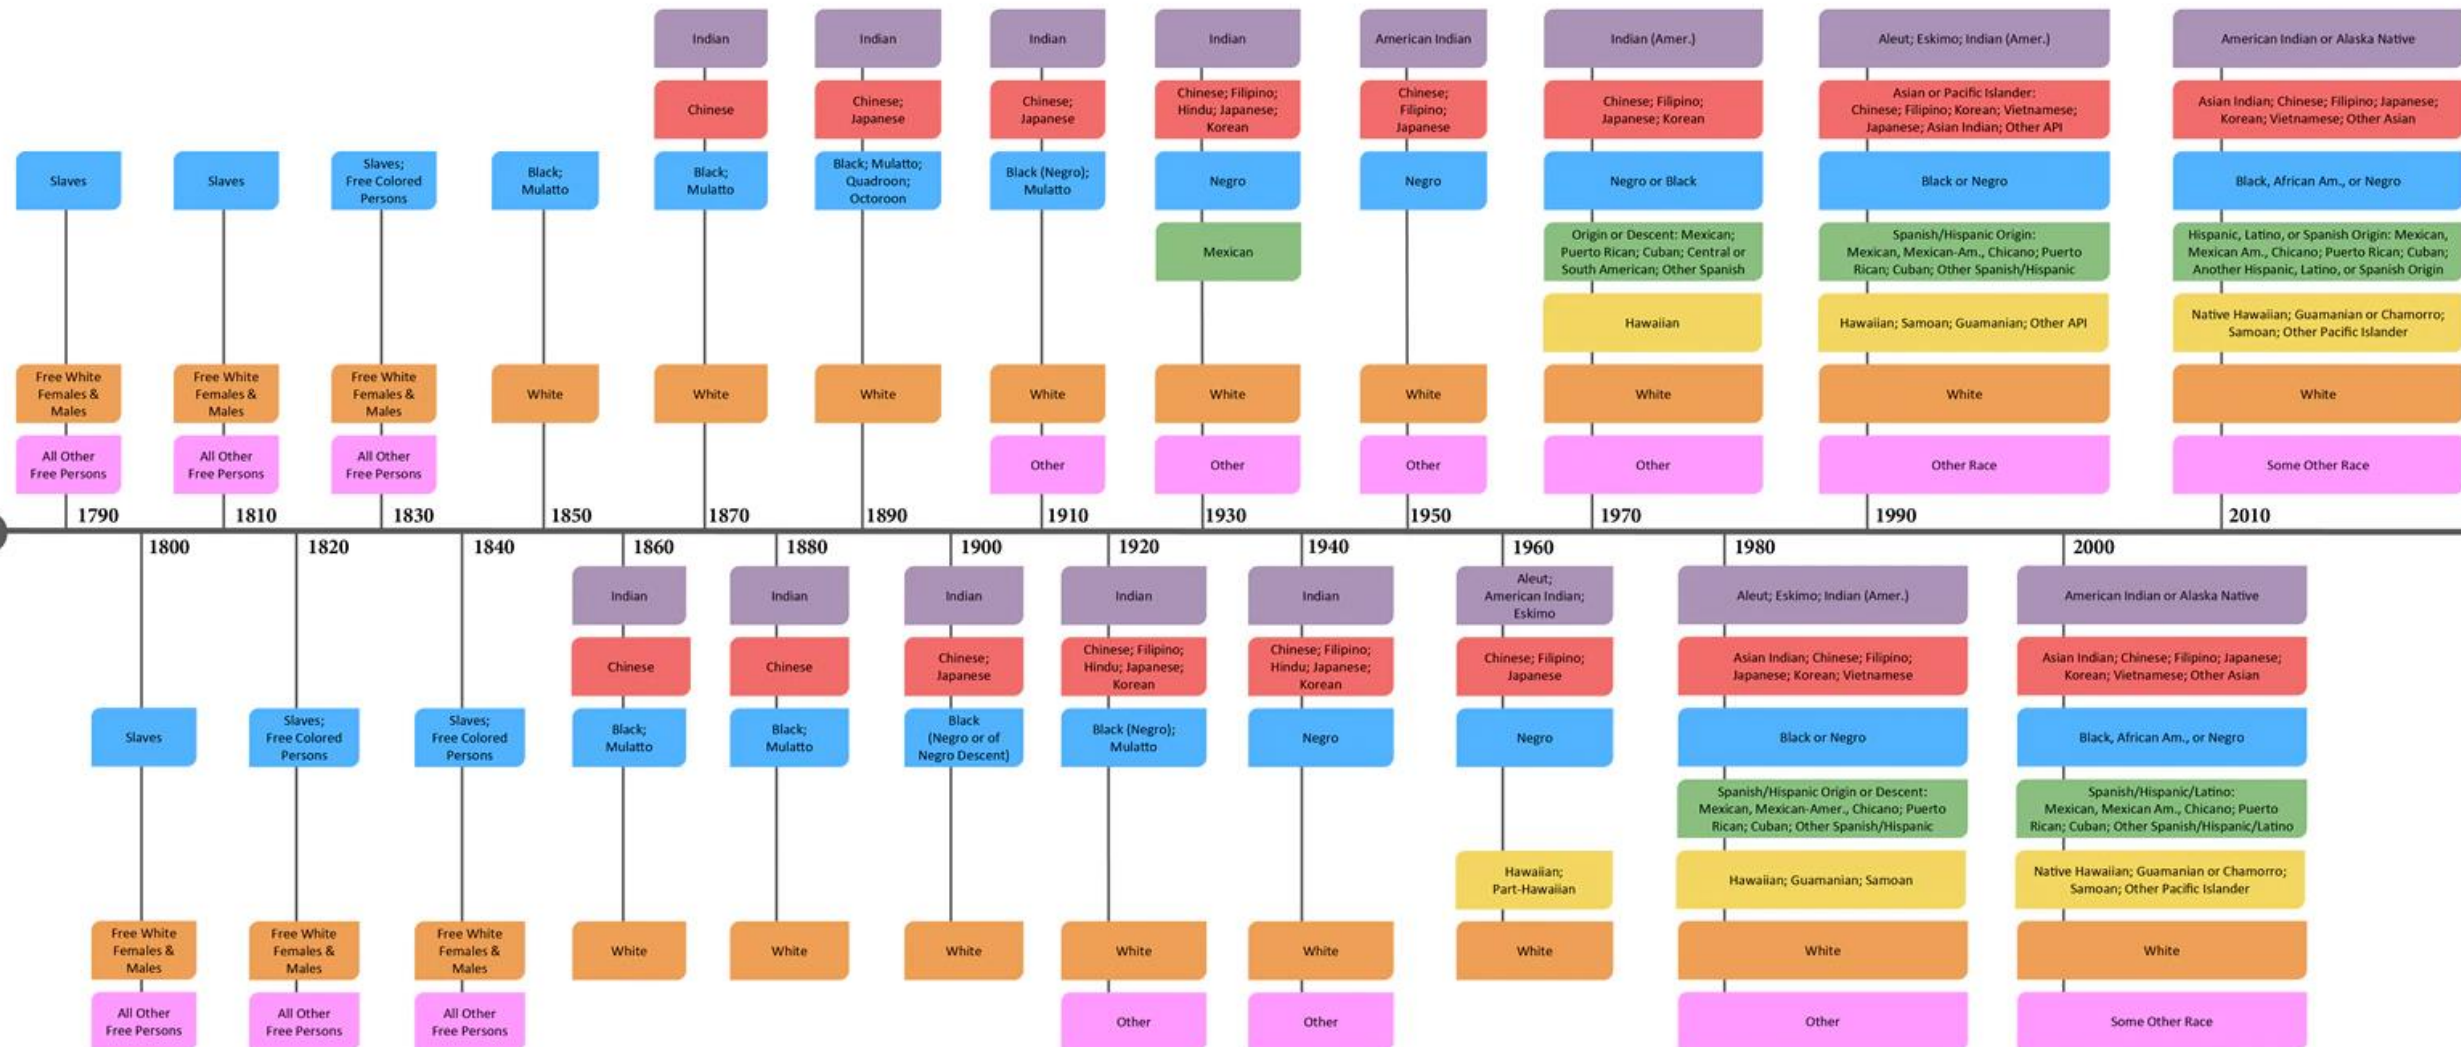 Indian
Chinese
Slaves
Free White
Females &
Males
All Other
Free Persons
1790
Slaves
Free White
Females &
Males
All Other
Free Persons
1810
Slaves;
Free Colored
Persons
Free White
Females &
Males
All Other
Free Persons
1830
Black;
Mulatto
White
1850
Black;
Mulatto
White
1870
Indian
Chinese;
Japanese
Black; Mulatto;
Quadroon;
Octoroon
White
1890
Indian
Chinese;
Japanese
Black (Negro);
Mulatto
White
Other
1910
Indian
Chinese; Filipino;
Hindu; Japanese;
Korean
Negro
Mexican
White
Other
1930
American Indian
Chinese;
Filipino;
Japanese
Negro
White
Other
1950
Indian (Amer.)
Chinese; Filipino;
Japanese; Korean
Negro or Black
Origin or Descent: Mexican;
Puerto Rican; Cuban; Central or
South American; Other Spanish
Hawaiian
White
Other
1970
Aleut; Eskimo; Indian (Amer.)
Asian or Pacific Islander:
Chinese; Filipino; Korean; Vietnamese;
Japanese; Asian Indian; Other API
Black or Negro
Spanish/Hispanic Origin:
Mexican, Mexican-Am., Chicano; Puerto
Rican; Cuban; Other Spanish/Hispanic
Hawaiian; Samoan; Guamanian; Other API
White
Other Race
1990
American Indian or Alaska Native
Asian Indian; Chinese; Filipino; Japanese;
Korean; Vietnamese; Other Asian
Black, African Am., or Negro
Hispanic, Latino, or Spanish Origin: Mexican,
Mexican Am., Chicano; Puerto Rican; Cuban;
Another Hispanic, Latino, or Spanish Origin
Native Hawaiian; Guamanian or Chamorro;
Samoan; Other Pacific Islander
White
Some Other Race
2010
1800
Slaves
Free White
Females &
Males
All Other
Free Persons
1820
Slaves;
Free Colored
Persons
Free White
Females &
Males
All Other
Free Persons
1840
Slaves;
Free Colored
Persons
Free White
Females &
Males
All Other
Free Persons
1860
Indian
Chinese
Black;
Mulatto
White
1880
Indian
Chinese
Black;
Mulatto
White
1900
Indian
Chinese;
Japanese
Black
(Negro or of
Negro Descent)
White
1920
Indian
Chinese; Filipino;
Hindu; Japanese;
Korean
Black (Negro);
Mulatto
White
Other
1940
Indian
Chinese; Filipino;
Hindu; Japanese;
Korean
Negro
White
Other
1960
Aleut;
American Indian;
Eskimo
Chinese; Filipino;
Japanese
Negro
Hawaiian;
Part-Hawaiian
White
1980
Aleut; Eskimo; Indian (Amer.)
Asian Indian; Chinese; Filipino;
Japanese; Korean; Vietnamese
Black or Negro
Spanish/Hispanic Origin or Descent:
Mexican, Mexican-Amer., Chicano; Puerto
Rican; Cuban; Other Spanish/Hispanic
Hawaiian; Guamanian; Samoan
White
Other
2000
American Indian or Alaska Native
Asian Indian; Chinese; Filipino; Japanese;
Korean; Vietnamese; Other Asian
Black, African Am., or Negro
Spanish/Hispanic/Latino:
Mexican, Mexican Am., Chicano; Puerto
Rican; Cuban; Other Spanish/Hispanic/Latino
Native Hawaiian; Guamanian or Chamorro;
Samoan; Other Pacific Islander
White
Some Other Race